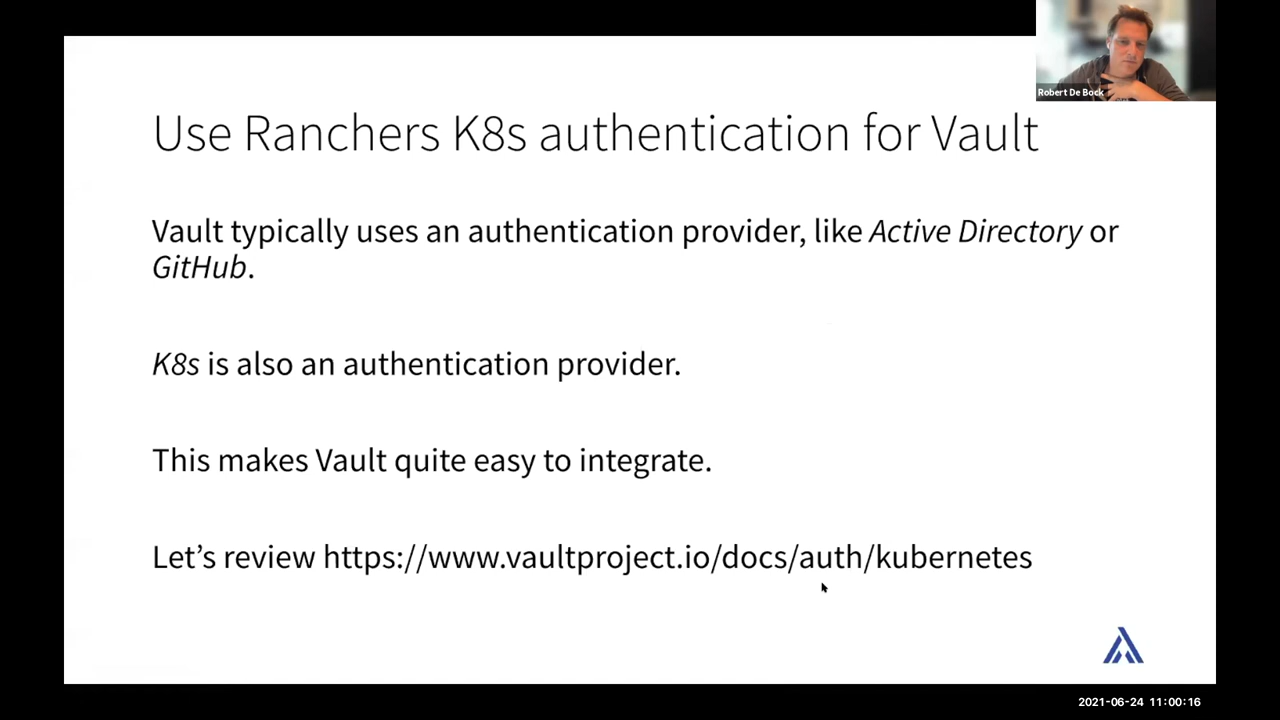 Robert De Bock
Use Ranchers K8s authentication for Vault
Vault typically uses an authentication provider, like Active Directory or
GitHub.
K8s is also an authentication provider.
This makes Vault quite easy to integrate.
Let’s review https://www.vaultproject.io/docs/auth/kubernetes
2021-06-24 11:00:16